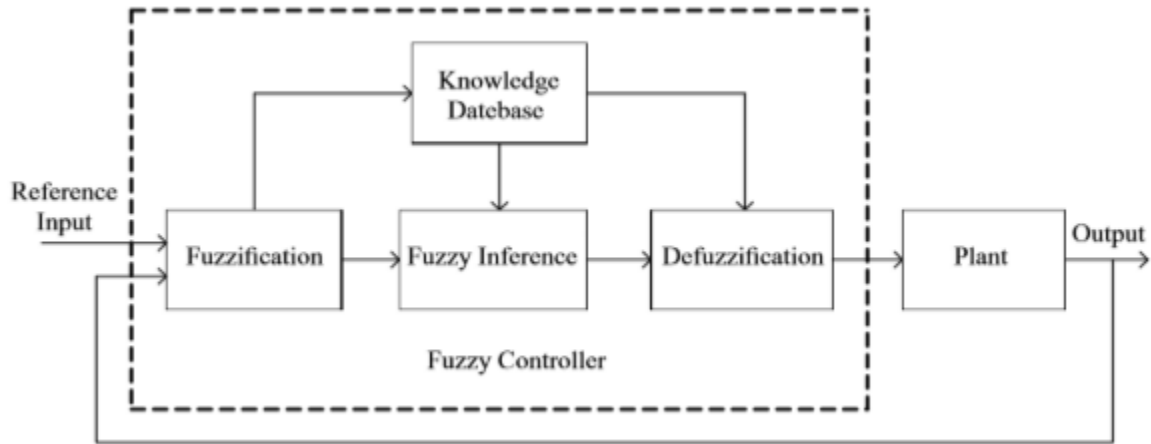 Knowledge
Datebase
Reference
Input
Fuzzification
Fuzzy Inference
Defuzzification
Plant
Output
Fuzzy Controller